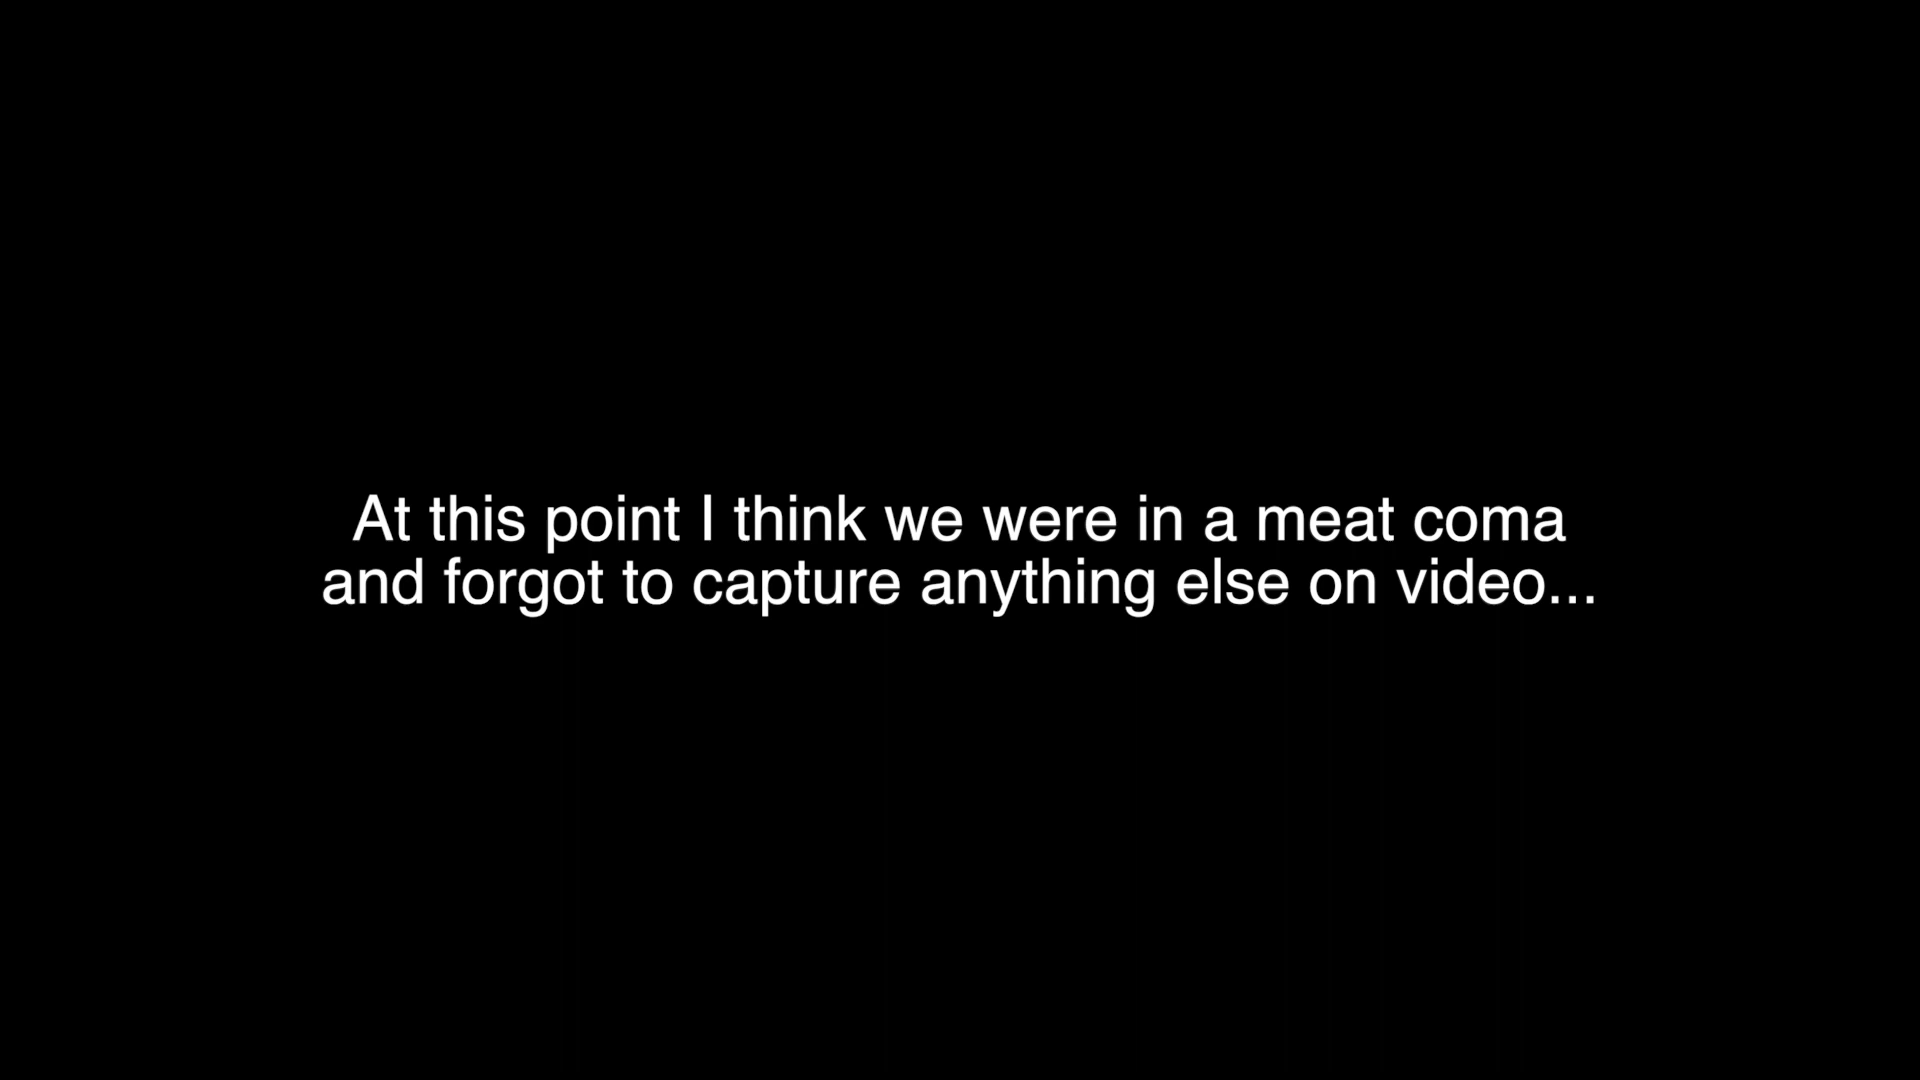 At this point I think we were in a meat coma
and forgot to capture anything else on video...